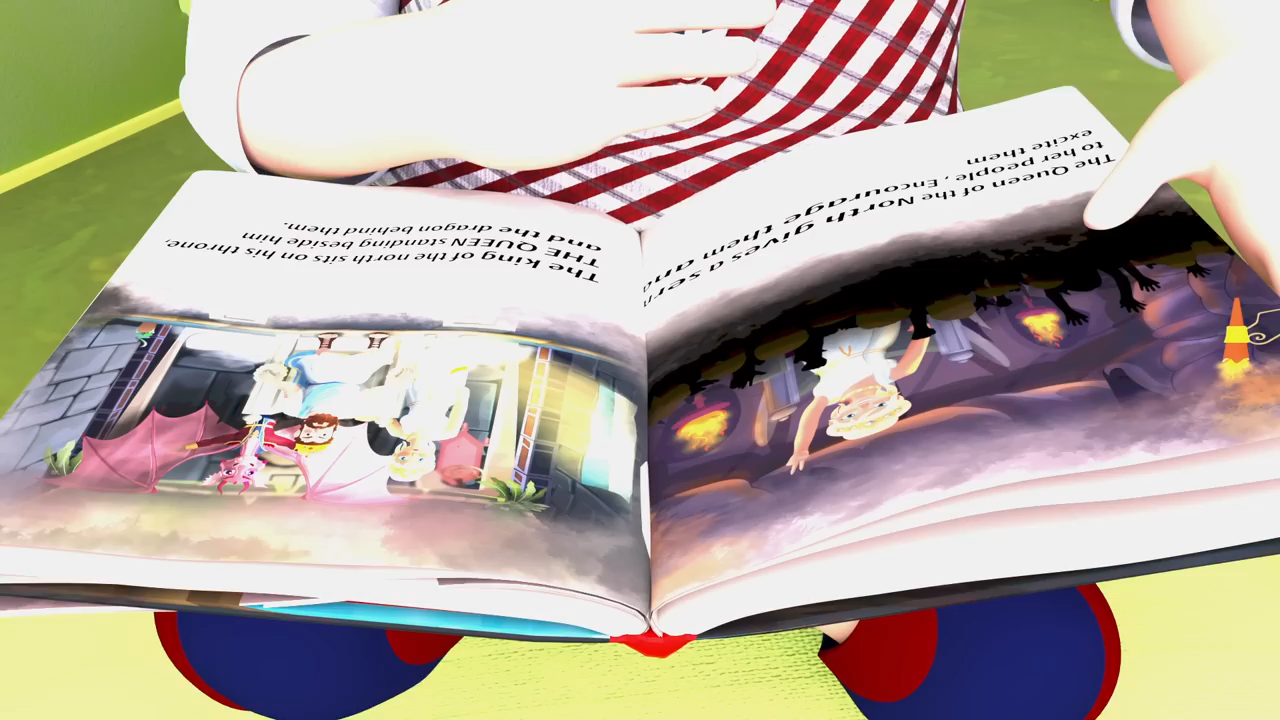 The Queen of the North gives a
to her people, Encourage them and
excite them
The king of the north sits on his throne,
THE QUEEN standing beside him
and the dragon behind them.